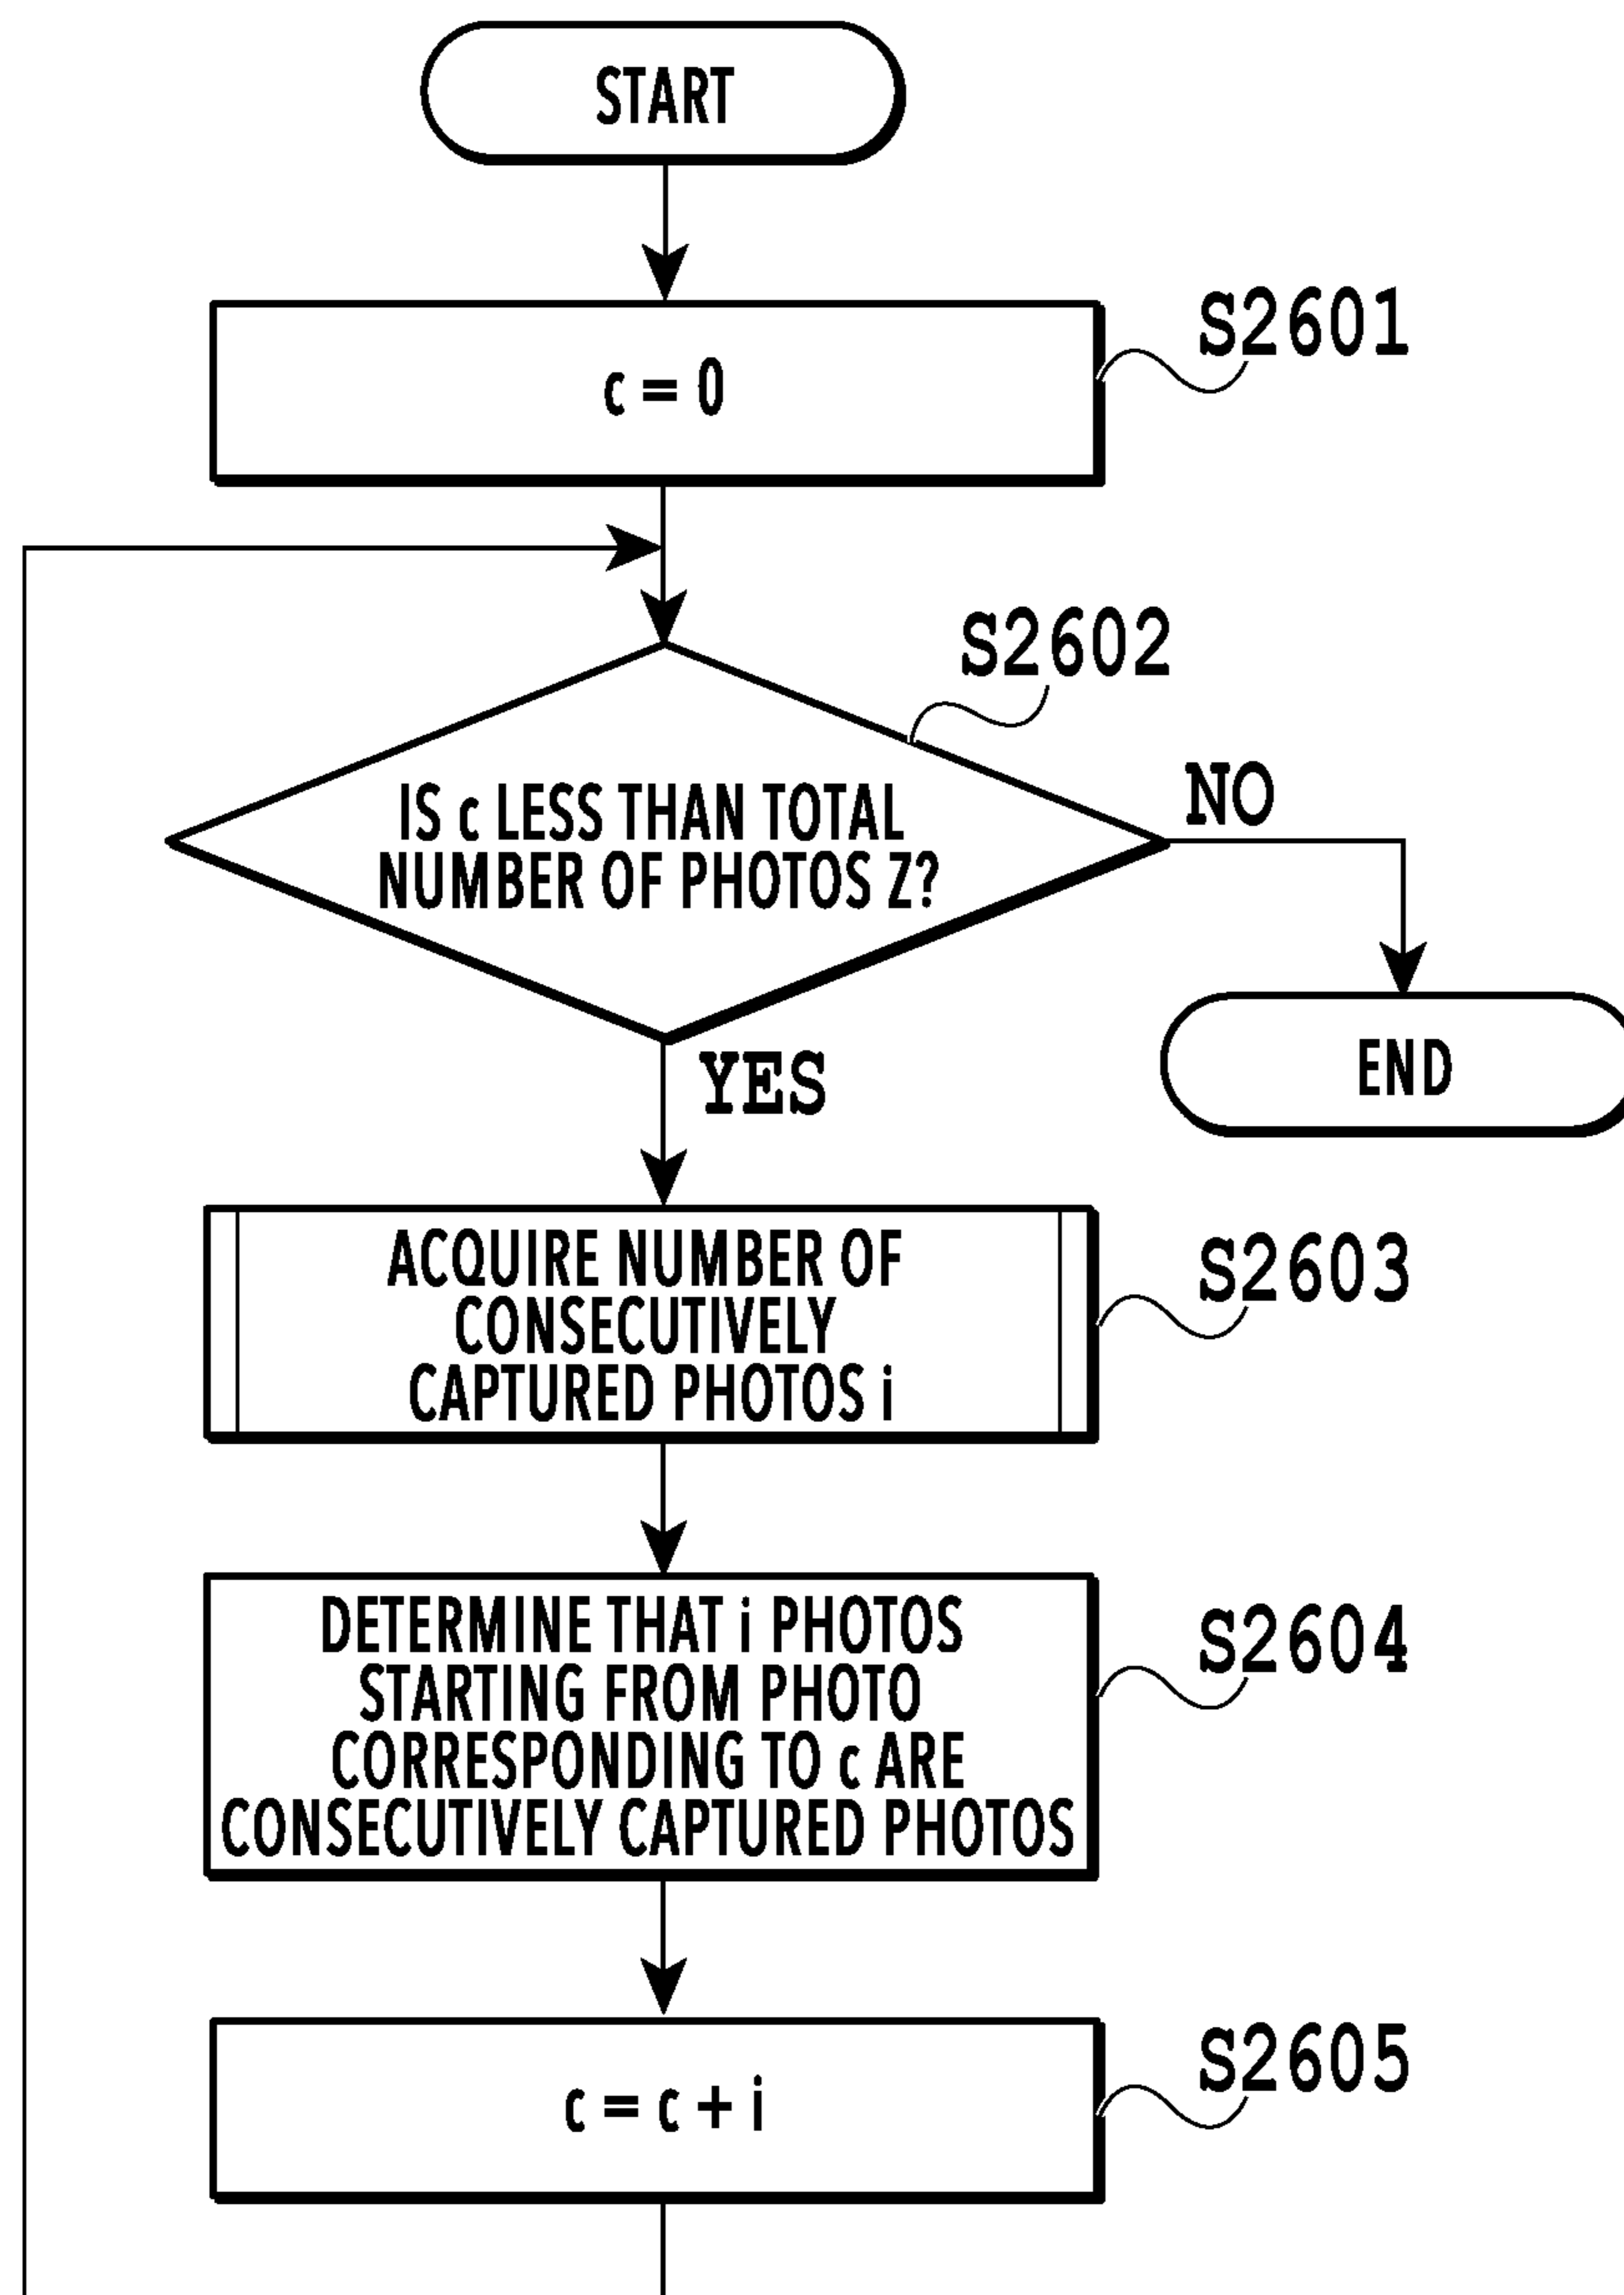 START
S2601
c = 0
S2602
IS c LESS THAN TOTAL
NUMBER OF PHOTOS Z?
NO
END
YES
ACQUIRE NUMBER OF
CONSECUTIVELY
CAPTURED PHOTOS i
S2603
DETERMINE THAT i PHOTOS
STARTING FROM PHOTO
CORRESPONDING TO c ARE
CONSECUTIVELY CAPTURED PHOTOS
S2604
c = c + i
S2605